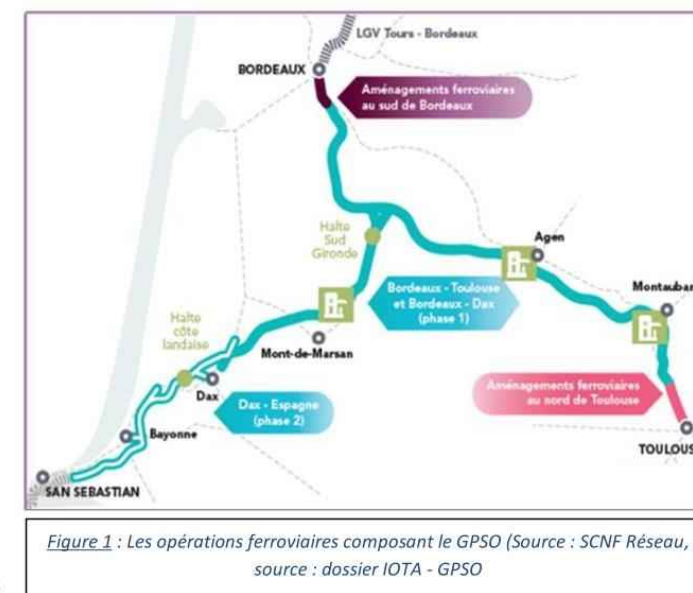 LGV Tours - Bordeaux
BORDEAUX
Aménagements ferroviaires
au sud de Bordeaux
Halte
Sud
Gironde
Agen
Bordeaux - Toulouse
et Bordeaux - Dax
(phase 1)
Montauban
Halte
côte
landaise
Mont-de-Marsan
Aménagements ferroviaires
au nord de Toulouse
Dax
Dax - Espagne
(phase 2)
Bayonne
TOULOUS
SAN SEBASTIAN
Figure 1 : Les opérations ferroviaires composant le GPSO (Source : SCNF Réseau,
source : dossier IOTA - GPSO